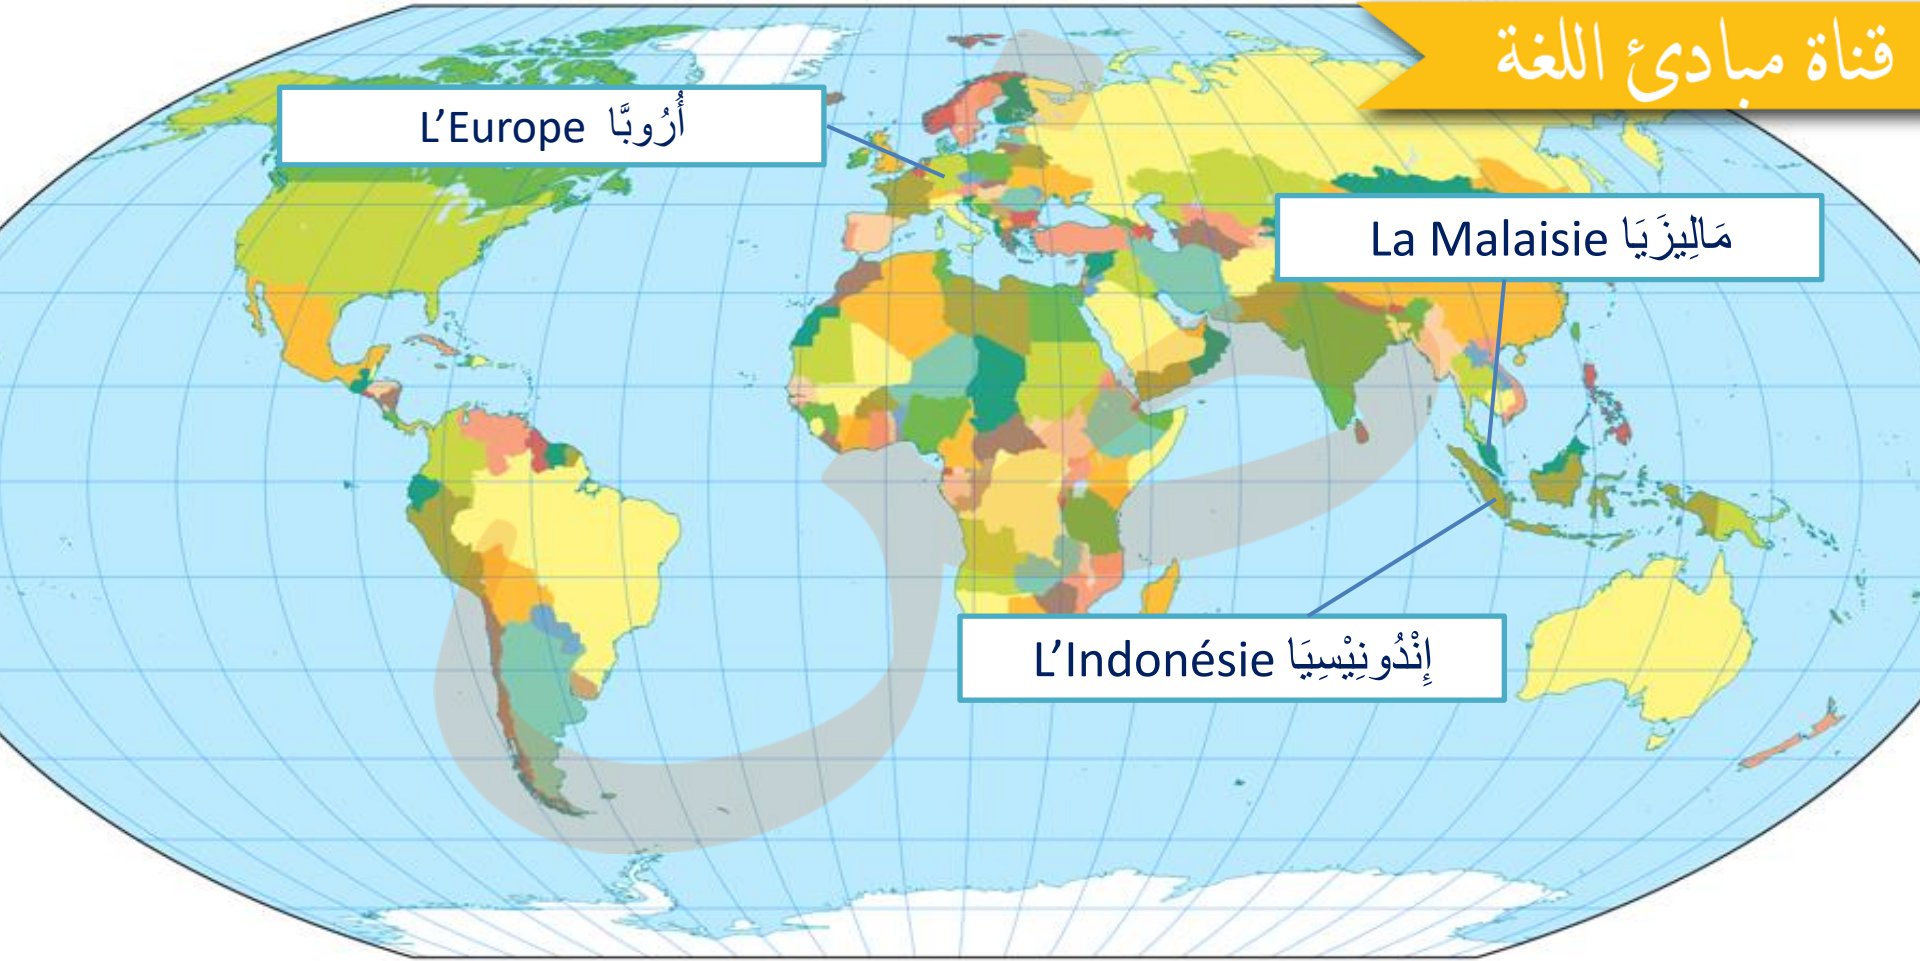 قناة مبادئ اللغة
L’Europe أُرُوبَّا
La Malaisie مَالِيزَيَا
L’Indonésie إِنْدُونِيْسِيَا